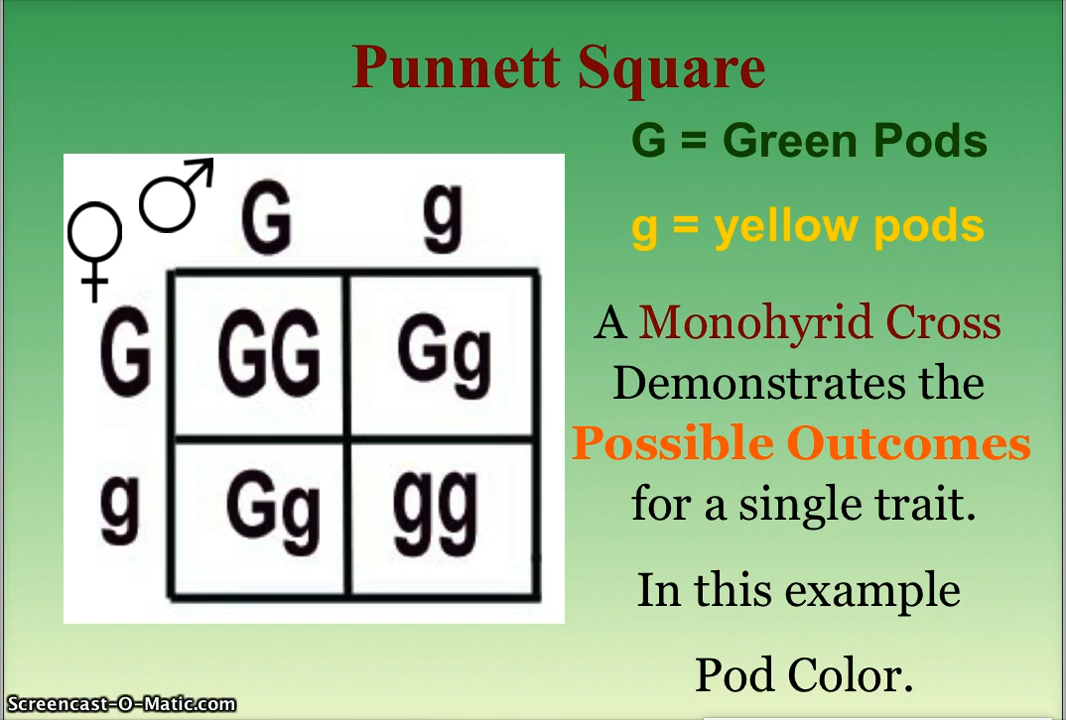 Punnett Square
G = Green Pods
g = yellow pods
G g
G GG Gg
g Gg gg
A Monohyrid Cross
Demonstrates the
Possible Outcomes
for a single trait.
In this example
Pod Color.
Screencast-O-Matic.com